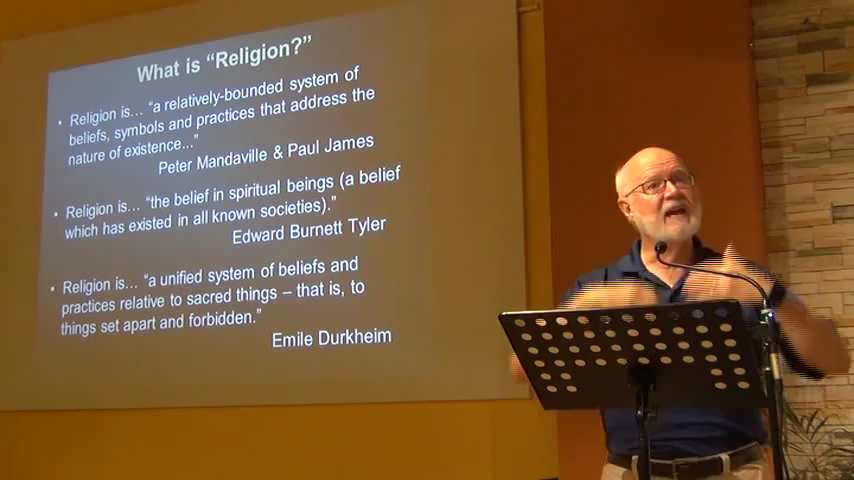 What is “Religion?”
• Religion is... “a relatively-bounded system of
beliefs, symbols and practices that address the
nature of existence...”
Peter Mandaville & Paul James
• Religion is... “the belief in spiritual beings (a belief
which has existed in all known societies).”
Edward Burnett Tyler
• Religion is... “a unified system of beliefs and
practices relative to sacred things – that is, to
things set apart and forbidden.”
Emile Durkheim